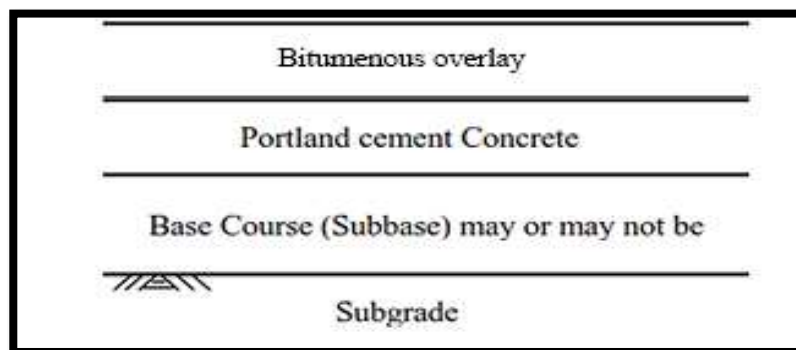 Bitumenous overlay
Portland cement Concrete
Base Course (Subbase) may or may not be
Subgrade